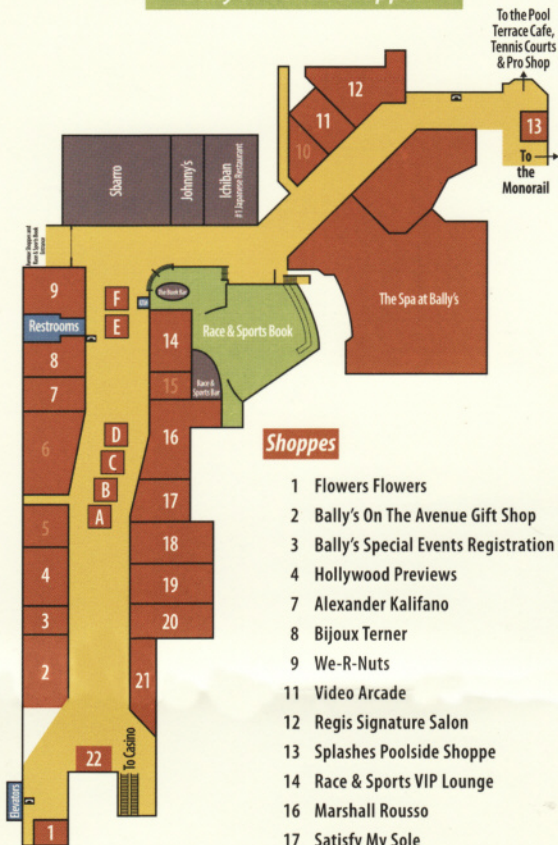 To the Pool
Terrace Cafe,
Tennis Courts
& Pro Shop
12
11
10
13
To
the
Monorail
Sbarro
Johnny's
Ichiban
#1 Japanese Restaurant
The Spa at Bally's
9
F
E
Restrooms
8
7
6
D
C
B
A
5
4
3
2
14
Race & Sports Book
15
Race &
Sports Bar
16
17
18
19
20
21
22
To Casino
Elevators
1
Shoppes
1 Flowers Flowers
2 Bally's On The Avenue Gift Shop
3 Bally's Special Events Registration
4 Hollywood Previews
7 Alexander Kalifano
8 Bijoux Terner
9 We-R-Nuts
11 Video Arcade
12 Regis Signature Salon
13 Splashes Poolside Shoppe
14 Race & Sports VIP Lounge
16 Marshall Rousso
17 Satisfy My Sole